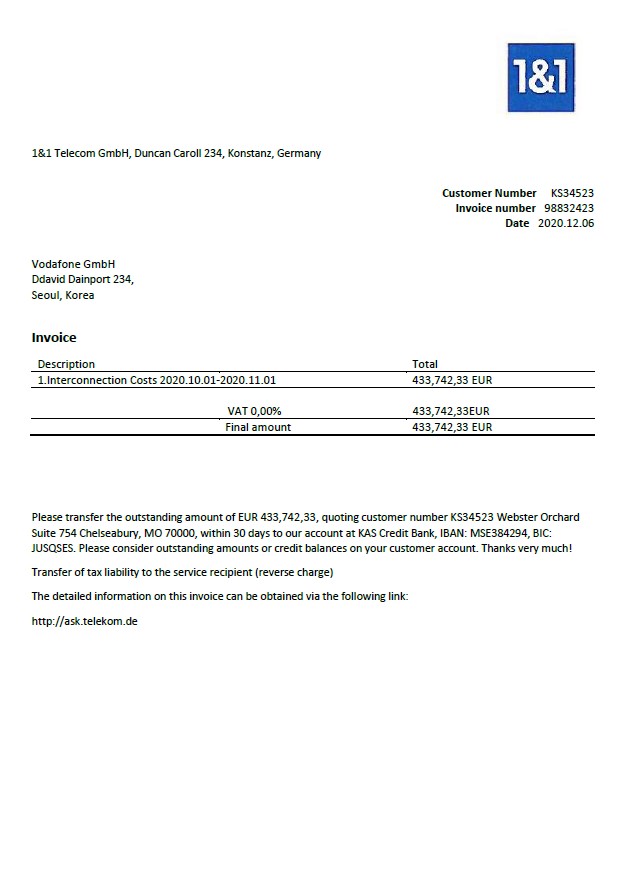 1&1
1&1 Telecom GmbH, Duncan Caroll 234, Konstanz, Germany
Customer Number KS34523
Invoice number 98832423
Date 2020.12.06
Vodafone GmbH
Ddavid Dainport 234,
Seoul, Korea
Invoice
Description Total
1.Interconnection Costs 2020.10.01-2020.11.01 433,742,33 EUR
VAT 0,00% 433,742,33EUR
Final amount 433,742,33 EUR
Please transfer the outstanding amount of EUR 433,742,33, quoting customer number KS34523 Webster Orchard
Suite 754 Chelseabury, MO 70000, within 30 days to our account at KAS Credit Bank, IBAN: MSE384294, BIC:
JUSQSES. Please consider outstanding amounts or credit balances on your customer account. Thanks very much!
Transfer of tax liability to the service recipient (reverse charge)
The detailed information on this invoice can be obtained via the following link:
http://ask.telekom.de